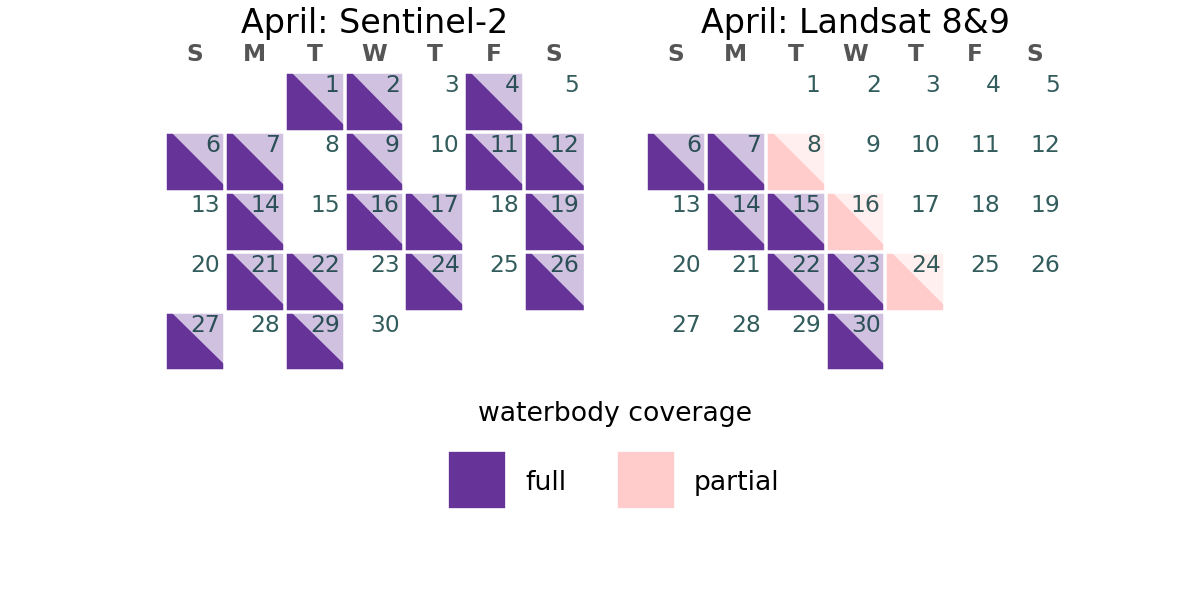 April: Sentinel-2
S M T W T F S
1 2 3 4 5
6 7 8 9 10 11 12
13 14 15 16 17 18 19
20 21 22 23 24 25 26
27 28 29 30
April: Landsat 8&9
S M T W T F S
1 2 3 4 5
6 7 8 9 10 11 12
13 14 15 16 17 18 19
20 21 22 23 24 25 26
27 28 29 30
waterbody coverage
full partial